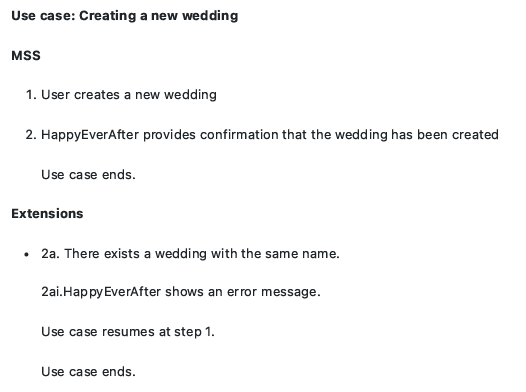 Use case: Creating a new wedding
MSS
1. User creates a new wedding
2. HappyEverAfter provides confirmation that the wedding has been created
Use case ends.
Extensions
• 2a. There exists a wedding with the same name.
2ai.HappyEverAfter shows an error message.
Use case resumes at step 1.
Use case ends.